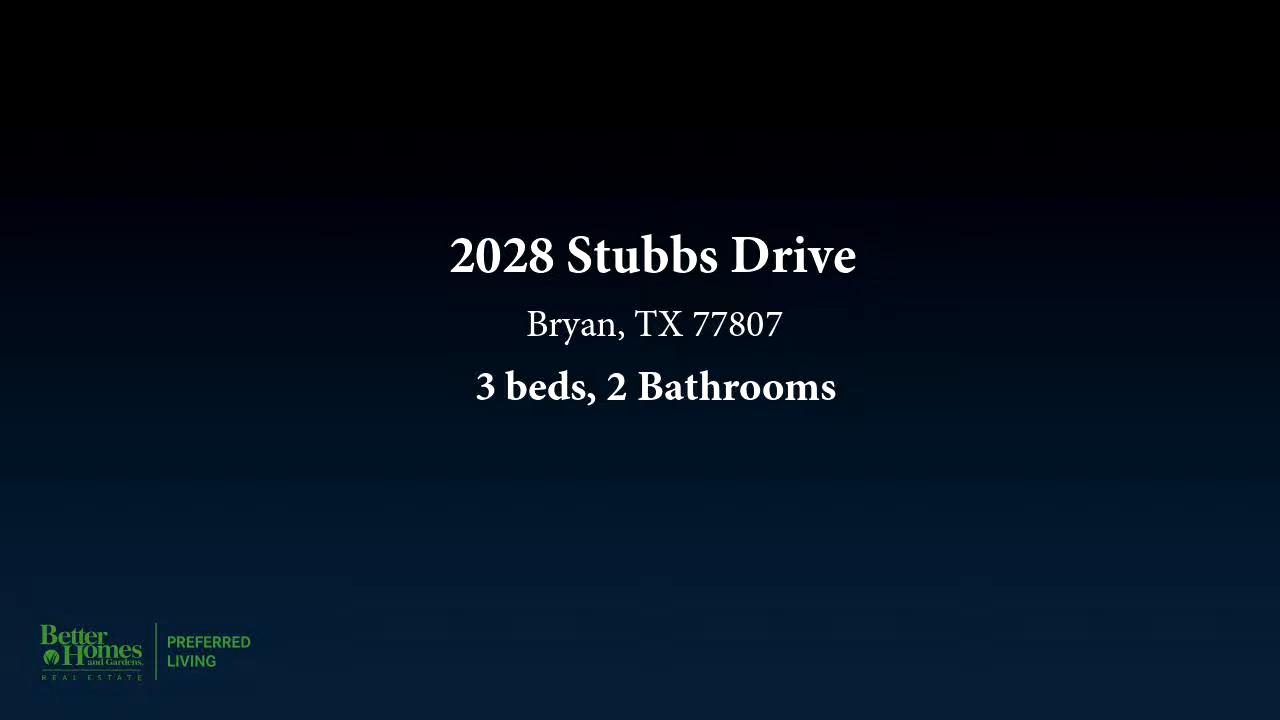 2028 Stubbs Drive
Bryan, TX 77807
3 beds, 2 Bathrooms
Better
Homes
and Gardens.
REAL ESTATE
PREFERRED
LIVING